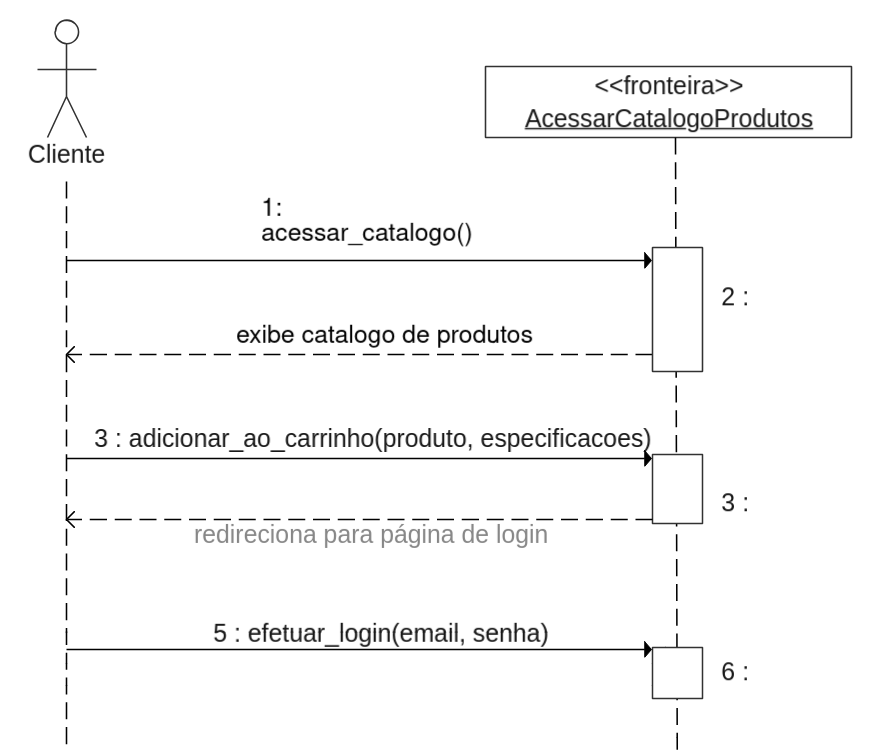 <<fronteira>>
AcessarCatalogoProdutos
Cliente
1:
acessar_catalogo()
2 :
exibe catalogo de produtos
3 : adicionar_ao_carrinho(produto, especificacoes)
3 :
redireciona para página de login
5 : efetuar_login(email, senha)
6 :